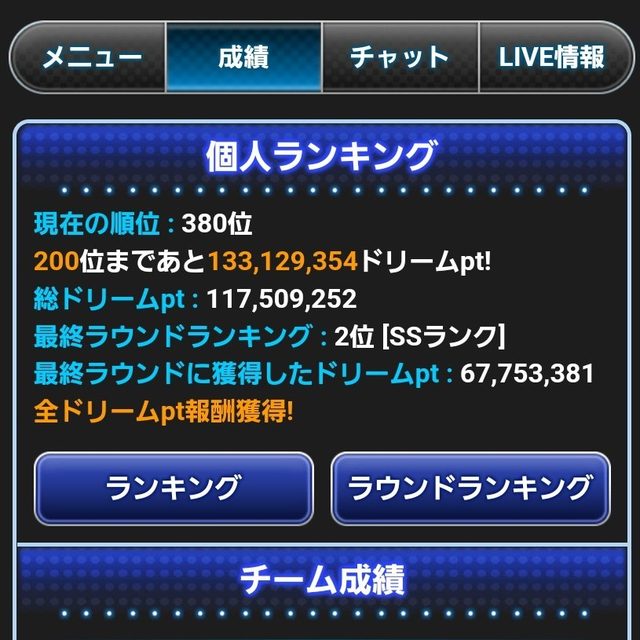 メニュー 成績 チャット LIVE情報
個人ランキング
現在の順位 : 380位
200位まであと133,129,354ドリームpt!
総ドリームpt : 117,509,252
最終ラウンドランキング : 2位 [SSランク]
最終ラウンドに獲得したドリームpt : 67,753,381
全ドリームpt報酬獲得!
ランキング ラウンドランキング
チーム成績